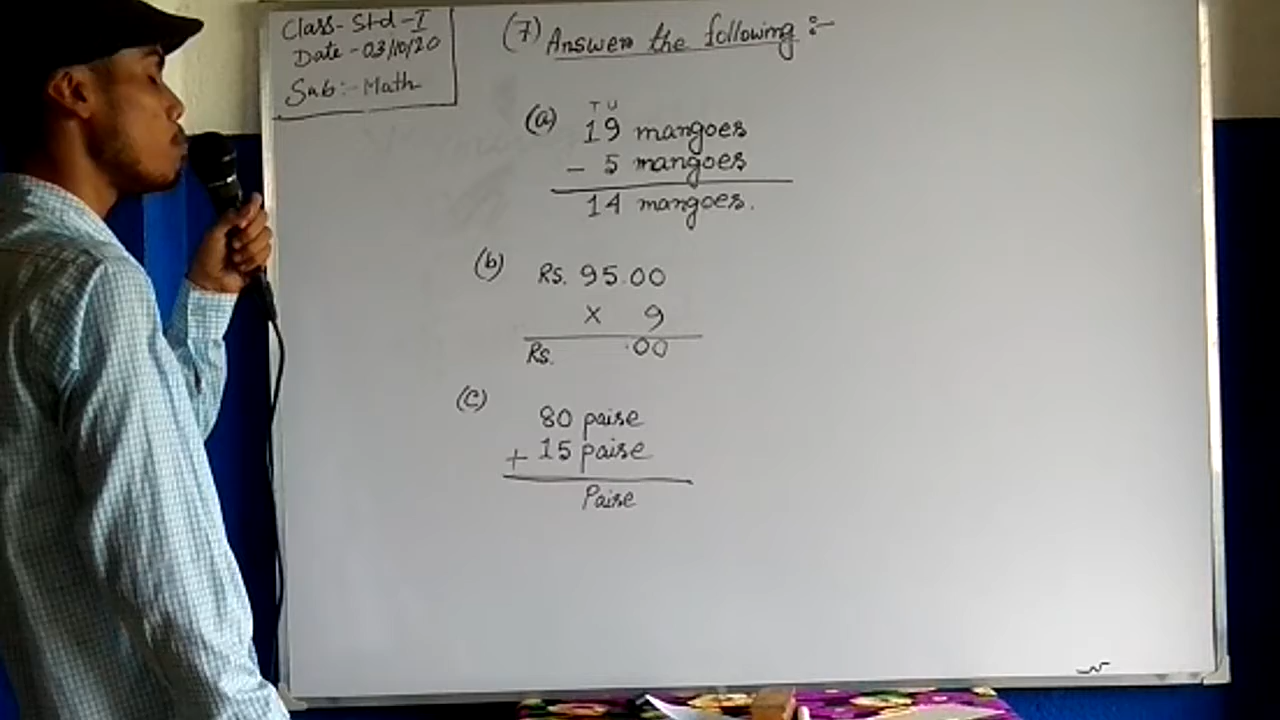 Class- Std - I
Date - 03/10/20
Sub:- Math
(7) Answer the following :-
(a)
T U
19 mangoes
- 5 mangoes
14 mangoes.
(b)
Rs. 95.00
x 9
Rs. .00
(c)
80 paise
+ 15 paise
Paise